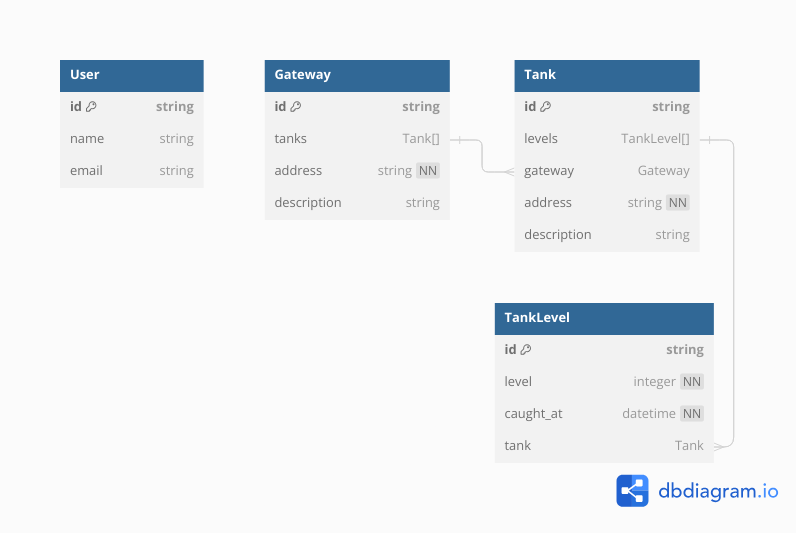 User
id string
name string
email string
Gateway
id string
tanks Tank[]
address string NN
description string
Tank
id string
levels TankLevel[]
gateway Gateway
address string NN
description string
TankLevel
id string
level integer NN
caught_at datetime NN
tank Tank
dbdiagram.io